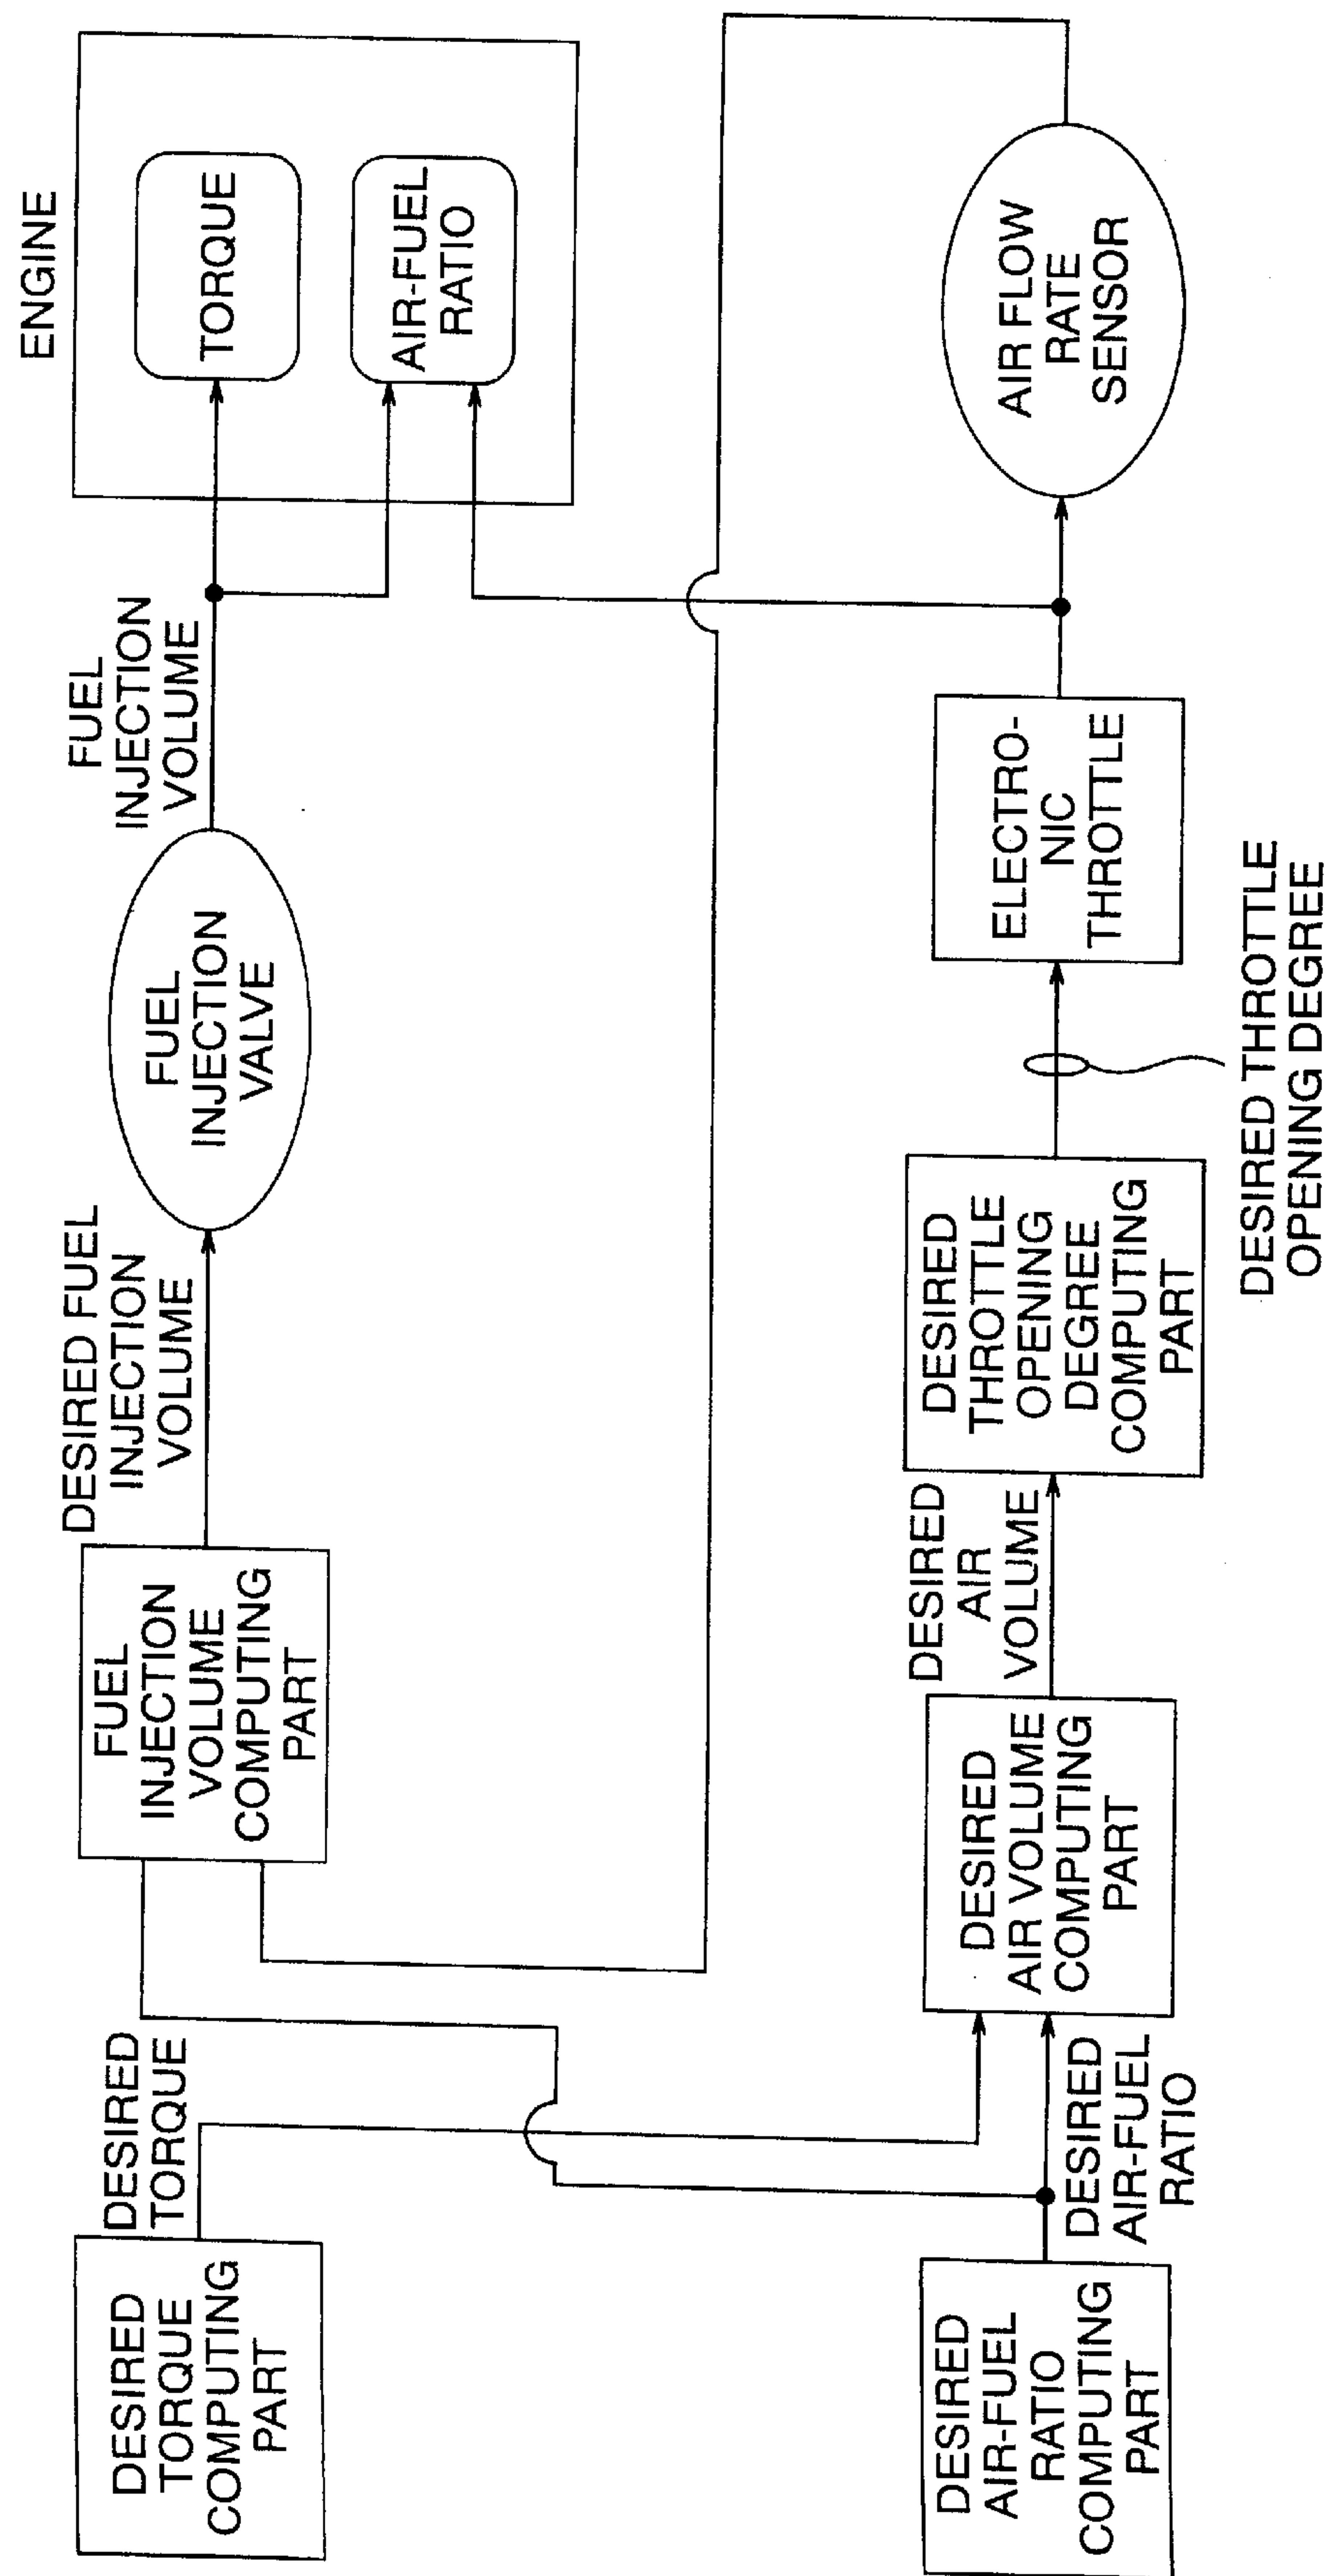 DESIRED
TORQUE
COMPUTING
PART
DESIRED
TORQUE
FUEL
INJECTION
VOLUME
COMPUTING
PART
DESIRED FUEL
INJECTION
VOLUME
FUEL
INJECTION
VALVE
FUEL
INJECTION
VOLUME
ENGINE
TORQUE
AIR-FUEL
RATIO
DESIRED
AIR-FUEL
RATIO
COMPUTING
PART
DESIRED
AIR-FUEL
RATIO
DESIRED
AIR VOLUME
COMPUTING
PART
DESIRED
AIR
VOLUME
DESIRED
THROTTLE
OPENING
DEGREE
COMPUTING
PART
DESIRED THROTTLE
OPENING DEGREE
ELECTRO-
NIC
THROTTLE
AIR FLOW
RATE
SENSOR